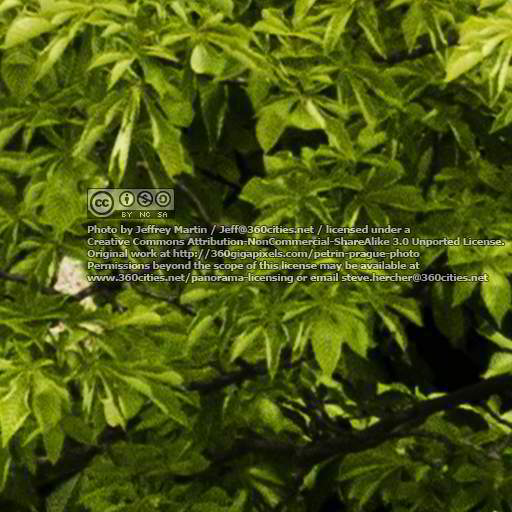 cc BY NC SA
Photo by Jeffrey Martin / Jeff@360cities.net / licensed under a
Creative Commons Attribution-NonCommercial-ShareAlike 3.0 Unported License.
Original work at http://360gigapixels.com/petrin-prague-photo
Permissions beyond the scope of this license may be available at
www.360cities.net/panorama-licensing or email steve.hercher@360cities.net